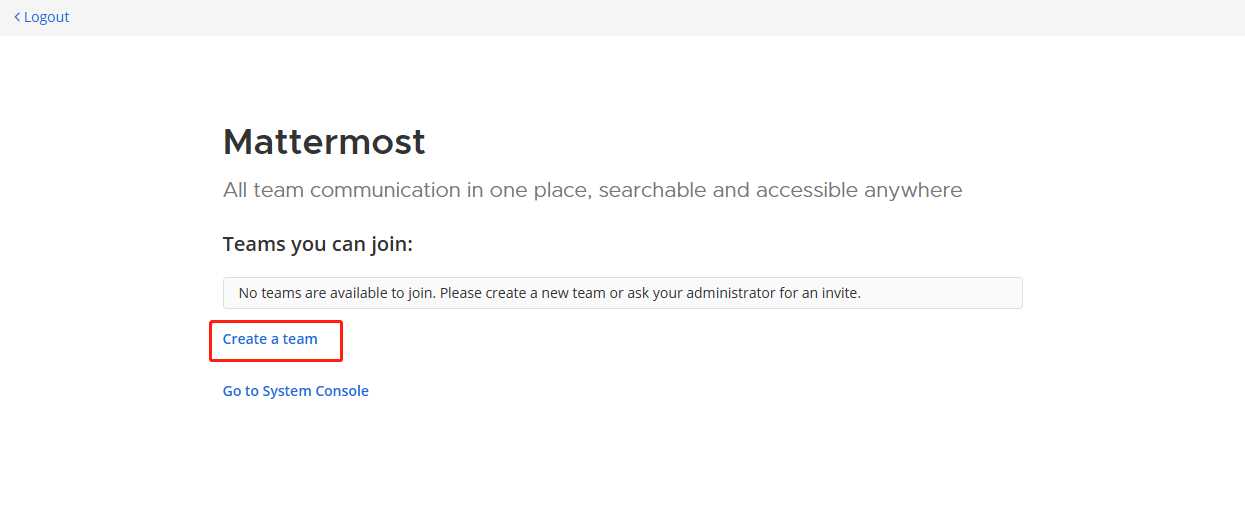 Logout
Mattermost
All team communication in one place, searchable and accessible anywhere
Teams you can join:
No teams are available to join. Please create a new team or ask your administrator for an invite.
Create a team
Go to System Console